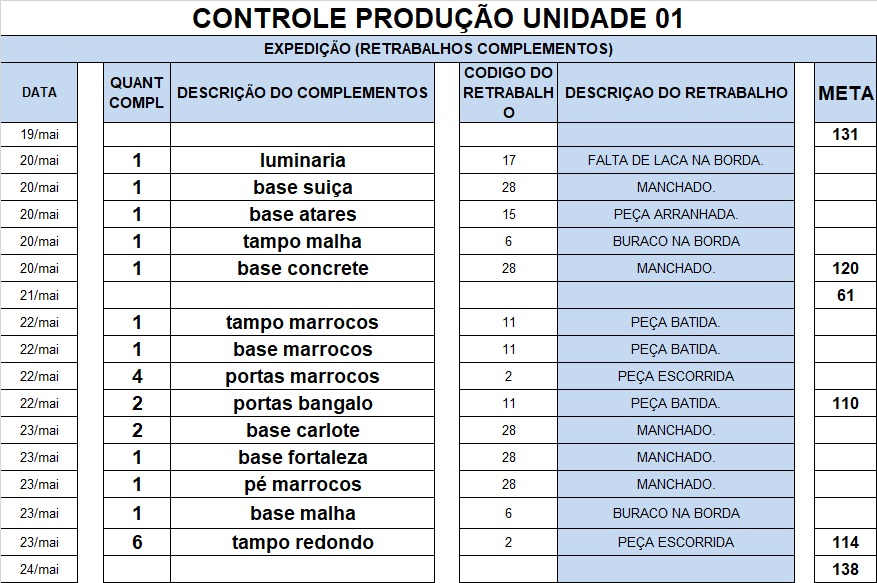 CONTROLE PRODUÇÃO UNIDADE 01
EXPEDIÇÃO (RETRABALHOS COMPLEMENTOS)
DATA QUANT COMPL DESCRIÇÃO DO COMPLEMENTOS CODIGO DO RETRABALHO DESCRIÇAO DO RETRABALHO META
19/mai 131
20/mai 1 luminaria 17 FALTA DE LACA NA BORDA.
20/mai 1 base suiça 28 MANCHADO.
20/mai 1 base atares 15 PEÇA ARRANHADA.
20/mai 1 tampo malha 6 BURACO NA BORDA
20/mai 1 base concrete 28 MANCHADO. 120
21/mai 61
22/mai 1 tampo marrocos 11 PEÇA BATIDA.
22/mai 1 base marrocos 11 PEÇA BATIDA.
22/mai 4 portas marrocos 2 PEÇA ESCORRIDA
22/mai 2 portas bangalo 11 PEÇA BATIDA. 110
23/mai 2 base carlote 28 MANCHADO.
23/mai 1 base fortaleza 28 MANCHADO.
23/mai 1 pé marrocos 28 MANCHADO.
23/mai 1 base malha 6 BURACO NA BORDA
23/mai 6 tampo redondo 2 PEÇA ESCORRIDA 114
24/mai 138